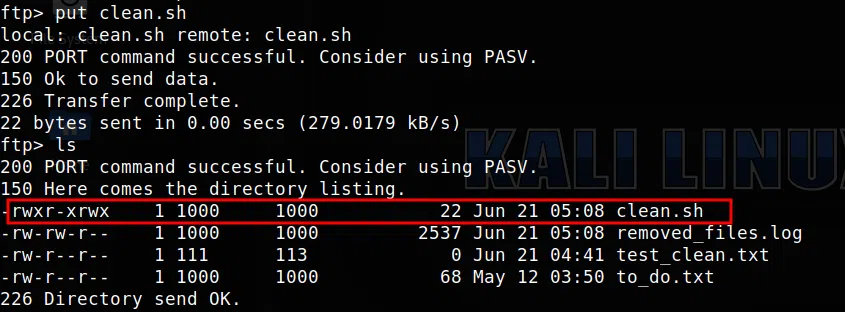 ftp> put clean.sh
local: clean.sh remote: clean.sh
200 PORT command successful. Consider using PASV.
150 Ok to send data.
226 Transfer complete.
22 bytes sent in 0.00 secs (279.0179 kB/s)
ftp> ls
200 PORT command successful. Consider using PASV.
150 Here comes the directory listing.
-rwxr-xrwx    1 1000     1000           22 Jun 21 05:08 clean.sh
-rw-rw-r--    1 1000     1000         2537 Jun 21 05:08 removed_files.log
-rw-r--r--    1 111      113             0 Jun 21 04:41 test_clean.txt
-rw-r--r--    1 1000     1000           68 May 12 03:50 to_do.txt
226 Directory send OK.
KALI LINUX